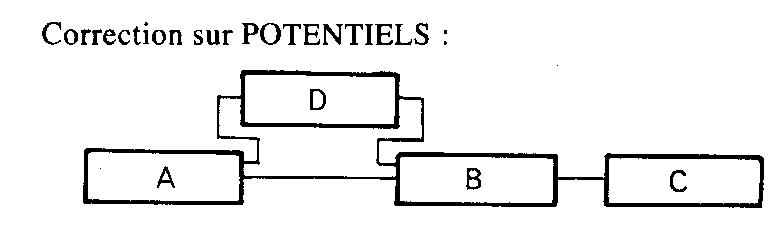 Correction sur POTENTIELS :
D
A B C